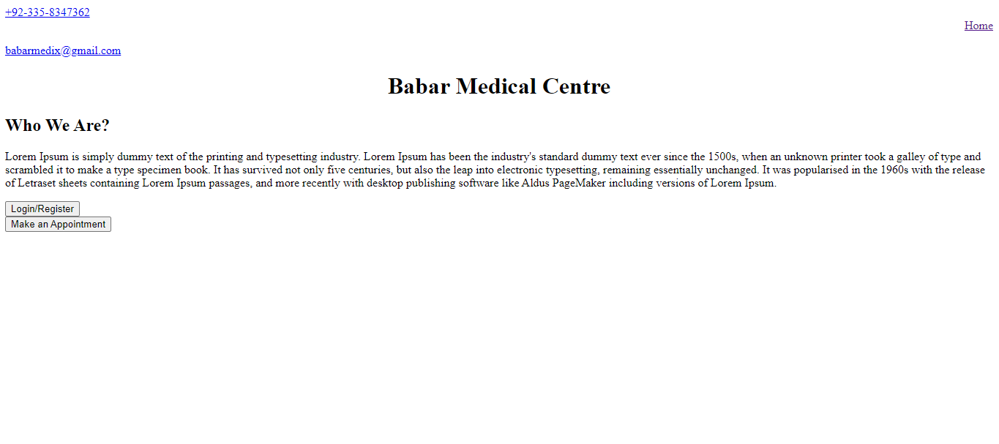 +92-335-8347362
Home
babarmedix@gmail.com
Babar Medical Centre
Who We Are?
Lorem Ipsum is simply dummy text of the printing and typesetting industry. Lorem Ipsum has been the industry's standard dummy text ever since the 1500s, when an unknown printer took a galley of type and
scrambled it to make a type specimen book. It has survived not only five centuries, but also the leap into electronic typesetting, remaining essentially unchanged. It was popularised in the 1960s with the release
of Letraset sheets containing Lorem Ipsum passages, and more recently with desktop publishing software like Aldus PageMaker including versions of Lorem Ipsum.
Login/Register
Make an Appointment